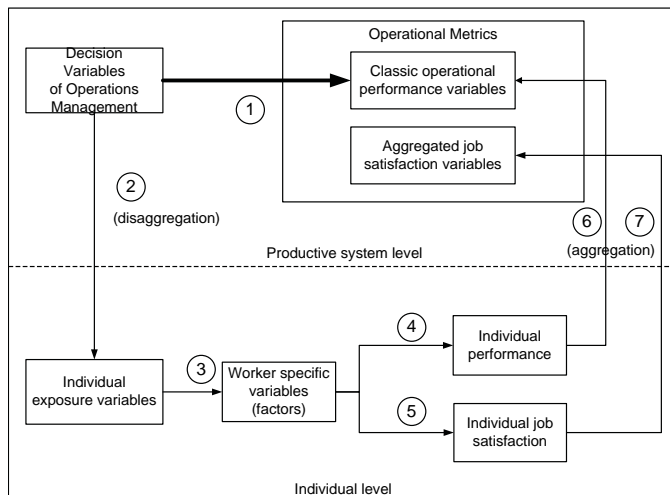 Decision
Variables
of Operations
Management
Operational Metrics
Classic operational
performance variables
1
Aggregated job
satisfaction variables
2
(disaggregation)
6
7
(aggregation)
Productive system level
3
4
5
Individual
exposure variables
Worker specific
variables
(factors)
Individual
performance
Individual job
satisfaction
Individual level